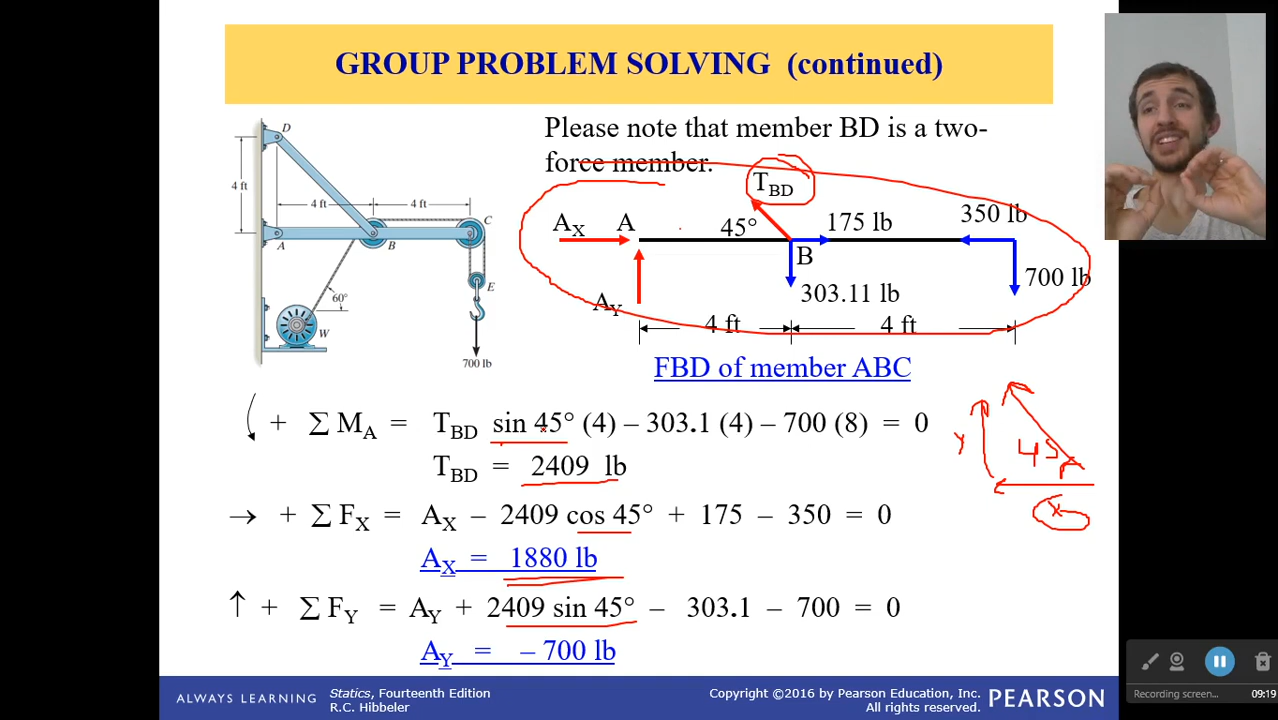 GROUP PROBLEM SOLVING (continued)
Please note that member BD is a two-
force member.
D
4 ft
4 ft
4 ft
A
B
C
E
60°
W
700 lb
T_BD
A_X
A
45°
175 lb
350 lb
B
700 lb
A_Y
303.11 lb
4 ft
4 ft
FBD of member ABC
+ Σ M_A = T_BD sin 45° (4) – 303.1 (4) – 700 (8) = 0
T_BD = 2409 lb
→ + Σ F_X = A_X – 2409 cos 45° + 175 – 350 = 0
A_X = 1880 lb
↑ + Σ F_Y = A_Y + 2409 sin 45° – 303.1 – 700 = 0
A_Y = – 700 lb
y
45
x
ALWAYS LEARNING
Statics, Fourteenth Edition
R.C. Hibbeler
Copyright ©2016 by Pearson Education, Inc.
All rights reserved.
PEARSON
Recording screen...
09:19